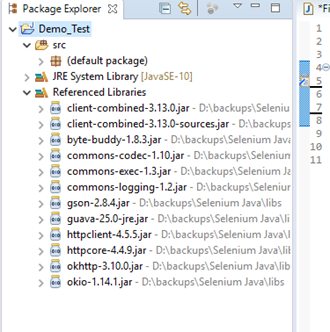 Package Explorer
Demo_Test
src
(default package)
JRE System Library [JavaSE-10]
Referenced Libraries
client-combined-3.13.0.jar - D:\backups\Selenium
client-combined-3.13.0-sources.jar - D:\backups
byte-buddy-1.8.3.jar - D:\backups\Selenium Java
commons-codec-1.10.jar - D:\backups\Selenium
commons-exec-1.3.jar - D:\backups\Selenium Java
commons-logging-1.2.jar - D:\backups\Selenium
gson-2.8.4.jar - D:\backups\Selenium Java\libs
guava-25.0-jre.jar - D:\backups\Selenium Java\li
httpclient-4.5.5.jar - D:\backups\Selenium Java\l
httpcore-4.4.9.jar - D:\backups\Selenium Java\lib
okhttp-3.10.0.jar - D:\backups\Selenium Java\lib
okio-1.14.1.jar - D:\backups\Selenium Java\libs
*Fi
1
2
3
4
5
6
7
8
9
10
11